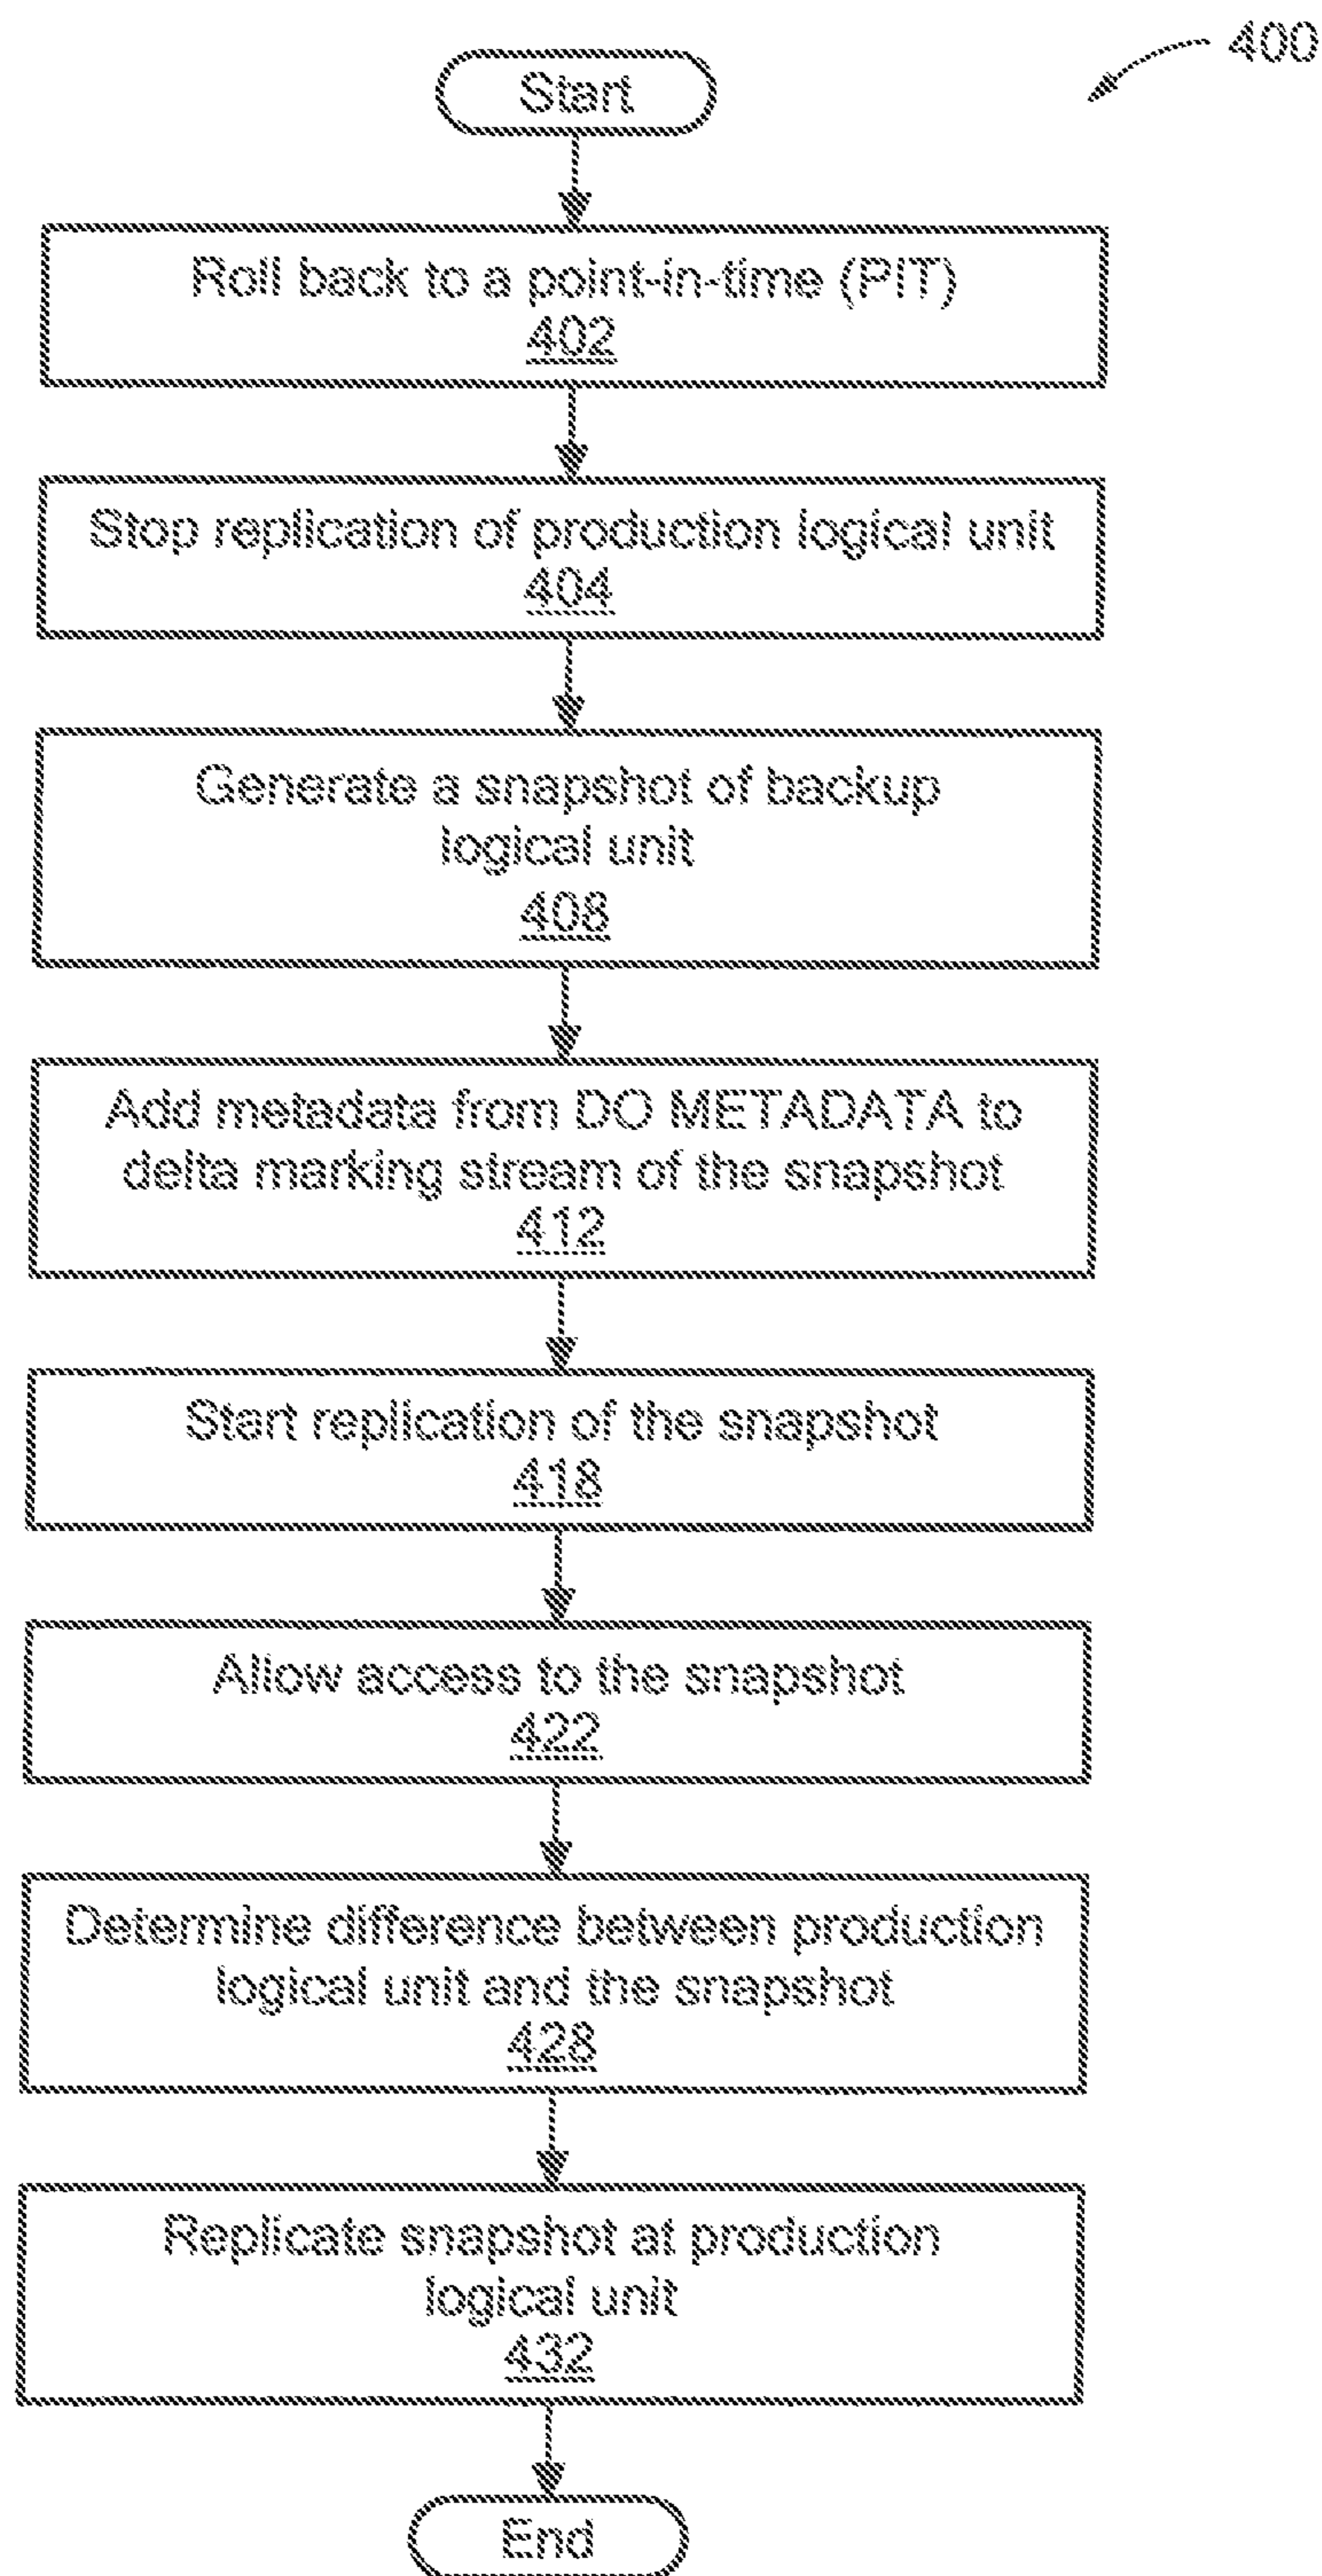 400
Start
Roll back to a point-in-time (PIT)
402
Stop replication of production logical unit
404
Generate a snapshot of backup
logical unit
408
Add metadata from DO METADATA to
delta marking stream of the snapshot
412
Start replication of the snapshot
418
Allow access to the snapshot
422
Determine difference between production
logical unit and the snapshot
428
Replicate snapshot at production
logical unit
432
End